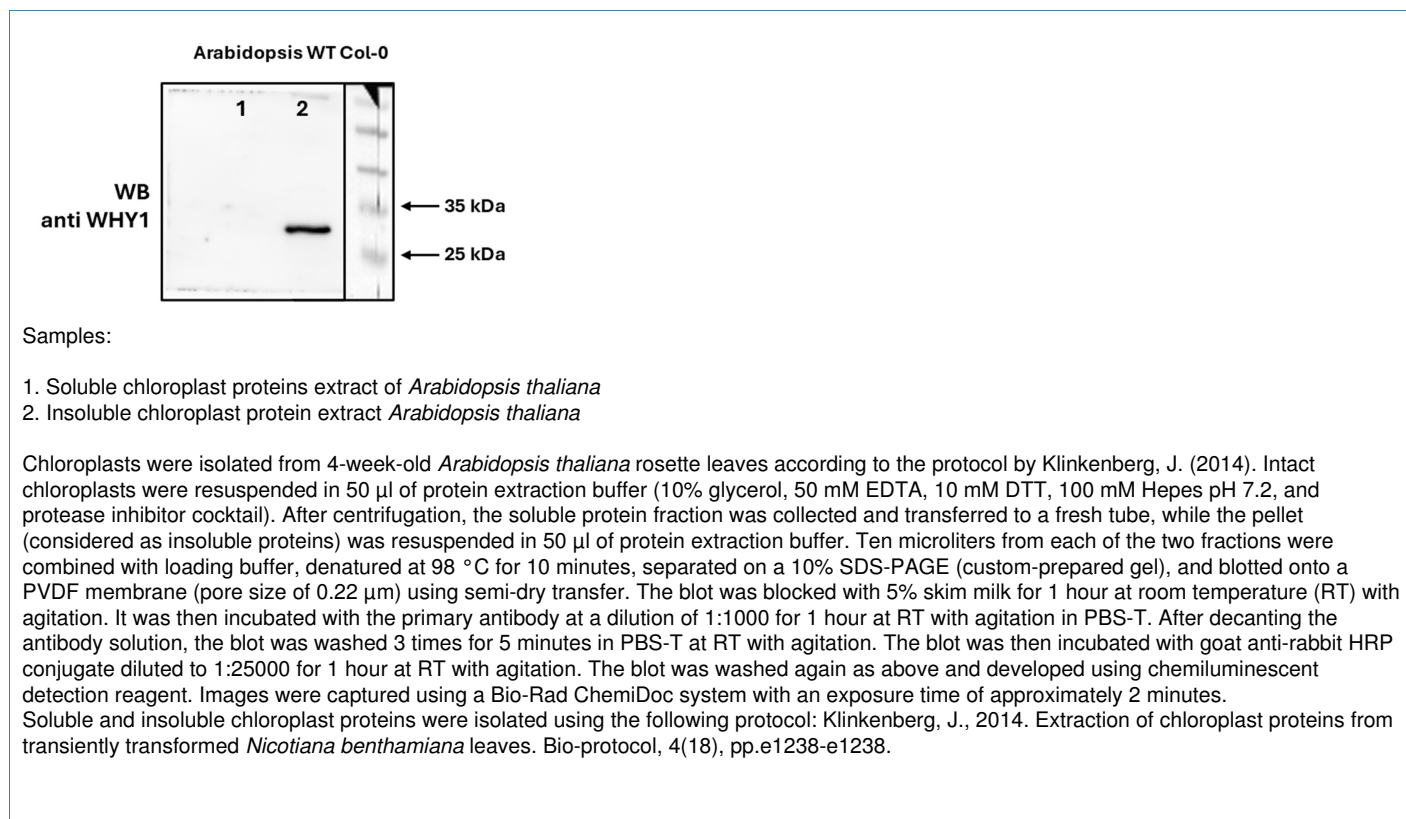 Arabidopsis WT Col-0
1 2
WB
anti WHY1
35 kDa
25 kDa
Samples:
1. Soluble chloroplast proteins extract of Arabidopsis thaliana
2. Insoluble chloroplast protein extract Arabidopsis thaliana
Chloroplasts were isolated from 4-week-old Arabidopsis thaliana rosette leaves according to the protocol by Klinkenberg, J. (2014). Intact
chloroplasts were resuspended in 50 µl of protein extraction buffer (10% glycerol, 50 mM EDTA, 10 mM DTT, 100 mM Hepes pH 7.2, and
protease inhibitor cocktail). After centrifugation, the soluble protein fraction was collected and transferred to a fresh tube, while the pellet
(considered as insoluble proteins) was resuspended in 50 µl of protein extraction buffer. Ten microliters from each of the two fractions were
combined with loading buffer, denatured at 98 °C for 10 minutes, separated on a 10% SDS-PAGE (custom-prepared gel), and blotted onto a
PVDF membrane (pore size of 0.22 µm) using semi-dry transfer. The blot was blocked with 5% skim milk for 1 hour at room temperature (RT) with
agitation. It was then incubated with the primary antibody at a dilution of 1:1000 for 1 hour at RT with agitation in PBS-T. After decanting the
antibody solution, the blot was washed 3 times for 5 minutes in PBS-T at RT with agitation. The blot was then incubated with goat anti-rabbit HRP
conjugate diluted to 1:25000 for 1 hour at RT with agitation. The blot was washed again as above and developed using chemiluminescent
detection reagent. Images were captured using a Bio-Rad ChemiDoc system with an exposure time of approximately 2 minutes.
Soluble and insoluble chloroplast proteins were isolated using the following protocol: Klinkenberg, J., 2014. Extraction of chloroplast proteins from
transiently transformed Nicotiana benthamiana leaves. Bio-protocol, 4(18), pp.e1238-e1238.